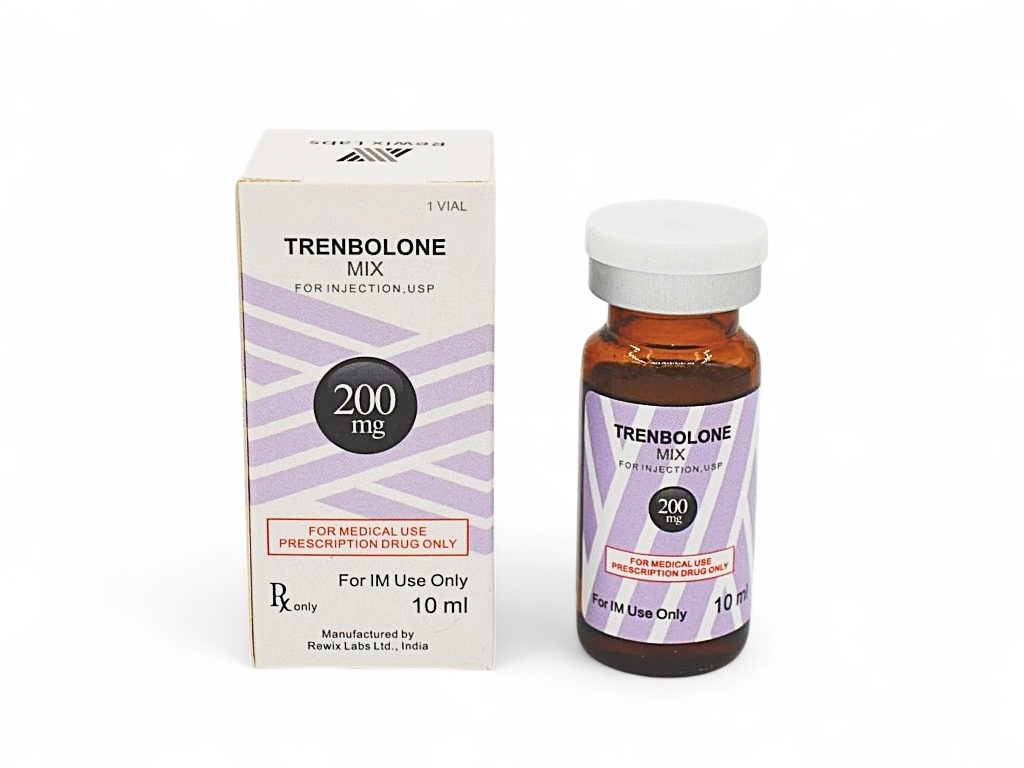 Rewix Labs
1 VIAL
TRENBOLONE
MIX
FOR INJECTION,USP
200
mg
FOR MEDICAL USE
PRESCRIPTION DRUG ONLY
Rx only
For IM Use Only
10 ml
Manufactured by
Rewix Labs Ltd., India
TRENBOLONE
MIX
FOR INJECTION,USP
200
mg
FOR MEDICAL USE
PRESCRIPTION DRUG ONLY
For IM Use Only
10 ml